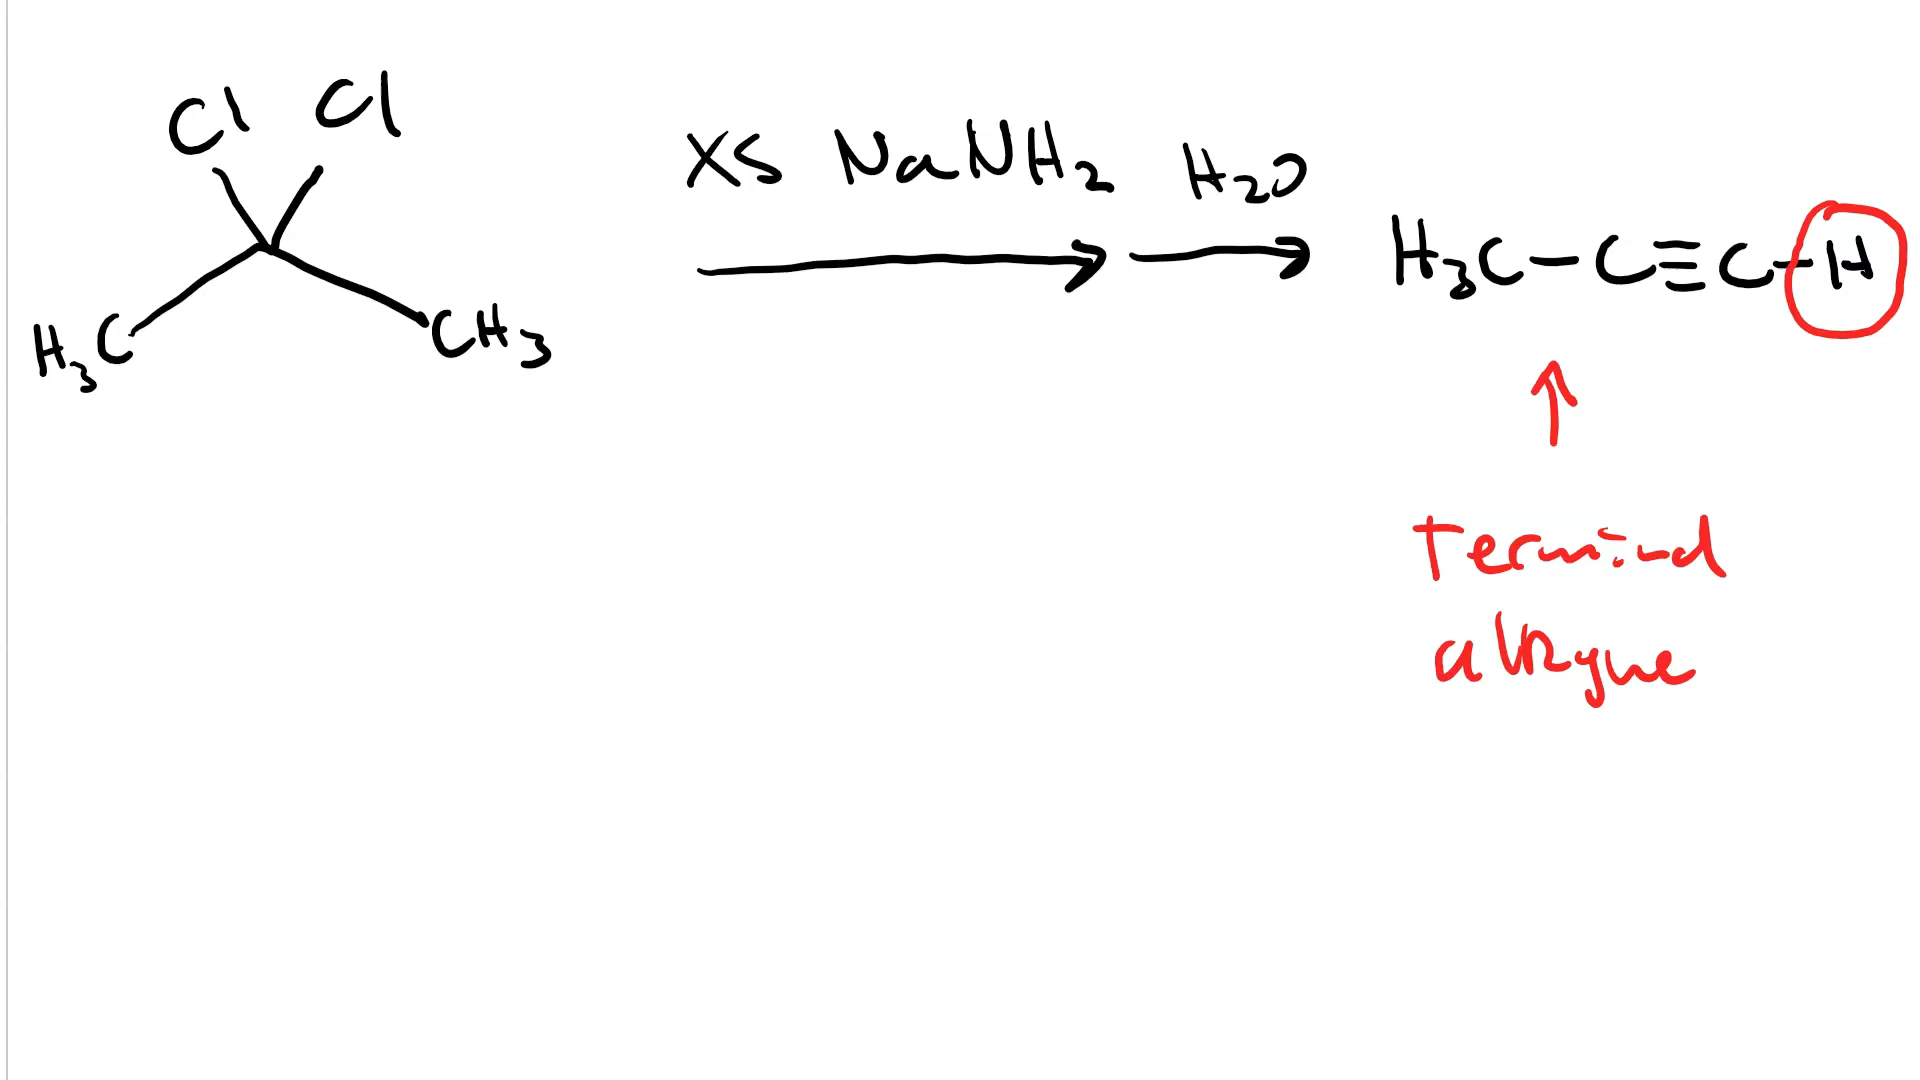 Cl Cl
XS NaNH₂ H₂O
H₃C CH₃
H₃C-C≡C-H
Terminal
alkyne